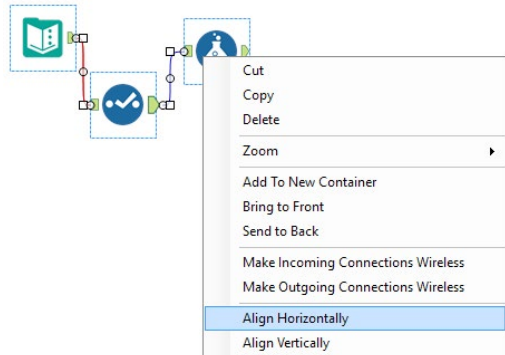 Cut
Copy
Delete
Zoom
Add To New Container
Bring to Front
Send to Back
Make Incoming Connections Wireless
Make Outgoing Connections Wireless
Align Horizontally
Align Vertically